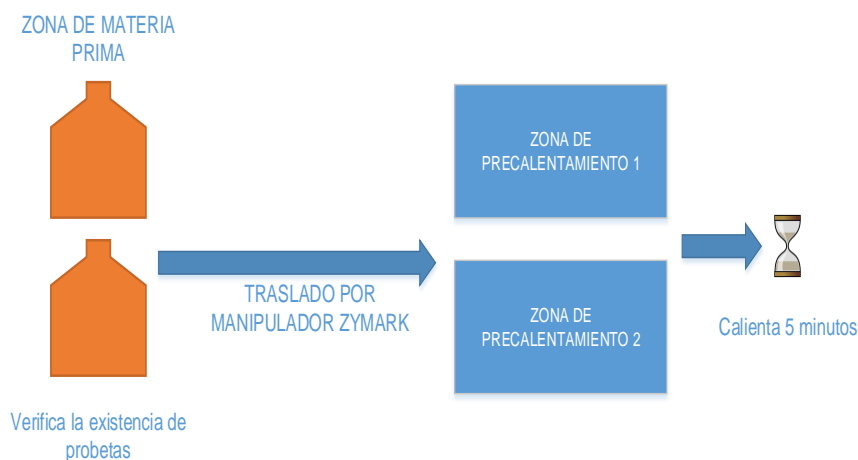 ZONA DE MATERIA
PRIMA
Verifica la existencia de
probetas
TRASLADO POR
MANIPULADOR ZYMARK
ZONA DE
PRECALENTAMIENTO 1
ZONA DE
PRECALENTAMIENTO 2
Calienta 5 minutos